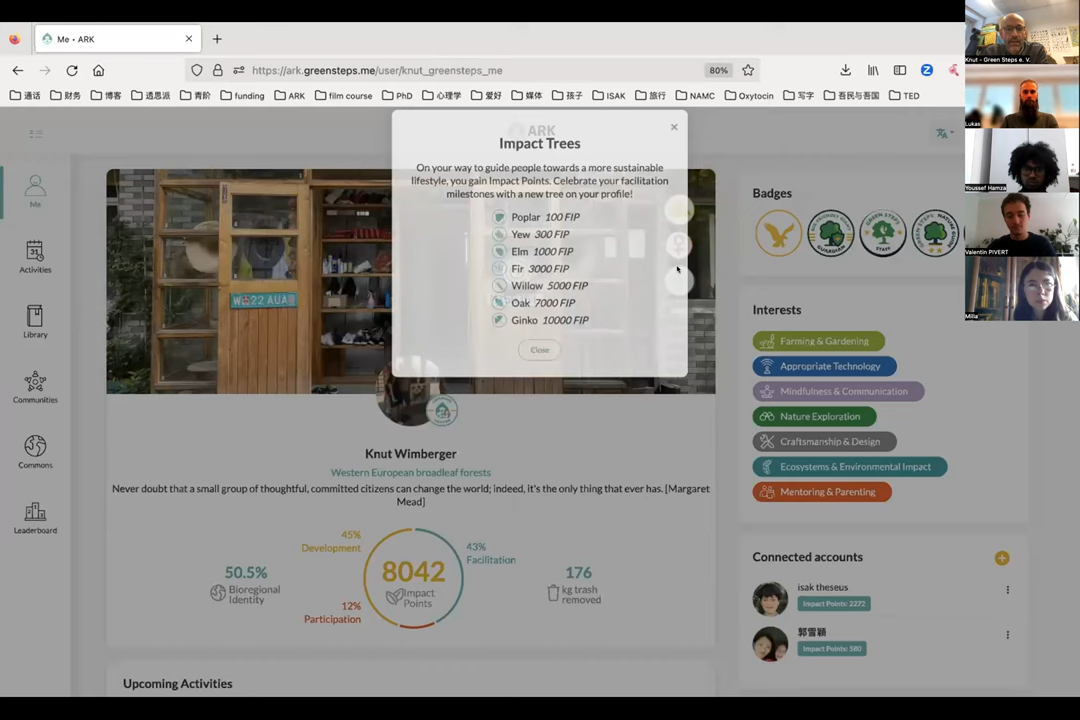 Me • ARK
https://ark.greensteps.me/user/knut_greensteps_me
80%
通话
财务
博客
透思派
青阶
funding
ARK
film course
PhD
心理学
爱好
媒体
孩子
ISAK
旅行
NAMC
Oxytocin
写字
吾民与吾国
TED
Knut - Green Steps e. V.
Lukas
Youssef Hamza
Valentin PIVERT
Milla
Me
Activities
Library
Communities
Commons
Leaderboard
ARK
Impact Trees
On your way to guide people towards a more sustainable
lifestyle, you gain Impact Points. Celebrate your facilitation
milestones with a new tree on your profile!
Poplar 100 FIP
Yew 300 FIP
Elm 1000 FIP
Fir 3000 FIP
Willow 5000 FIP
Oak 7000 FIP
Ginko 10000 FIP
Close
Knut Wimberger
Western European broadleaf forests
Never doubt that a small group of thoughtful, committed citizens can change the world; indeed, it's the only thing that ever has. [Margaret
Mead]
45%
Development
43%
Facilitation
12%
Participation
8042
Impact
Points
50.5%
Bioregional
Identity
176
kg trash
removed
Upcoming Activities
Badges
GUARDIAN
GREEN STEPS
STAFF
GREEN STEPS
Interests
Farming & Gardening
Appropriate Technology
Mindfulness & Communication
Nature Exploration
Craftsmanship & Design
Ecosystems & Environmental Impact
Mentoring & Parenting
Connected accounts
isak theseus
Impact Points: 2272
郭雪颖
Impact Points: 580